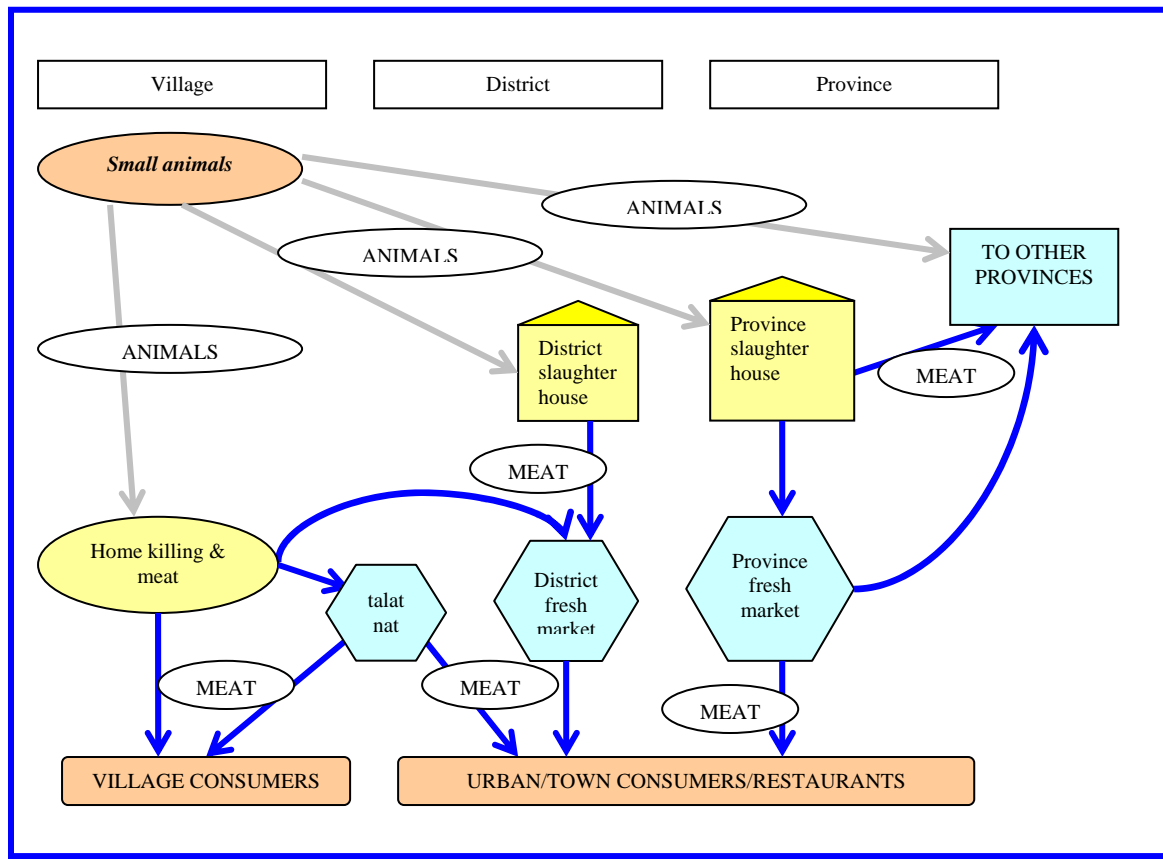 Village
District
Province
Small animals
ANIMALS
ANIMALS
TO OTHER
PROVINCES
Province
slaughter
house
District
slaughter
house
ANIMALS
MEAT
MEAT
Home killing &
meat
talat
nat
District
fresh
market
Province
fresh
market
MEAT
MEAT
MEAT
VILLAGE CONSUMERS
URBAN/TOWN CONSUMERS/RESTAURANTS